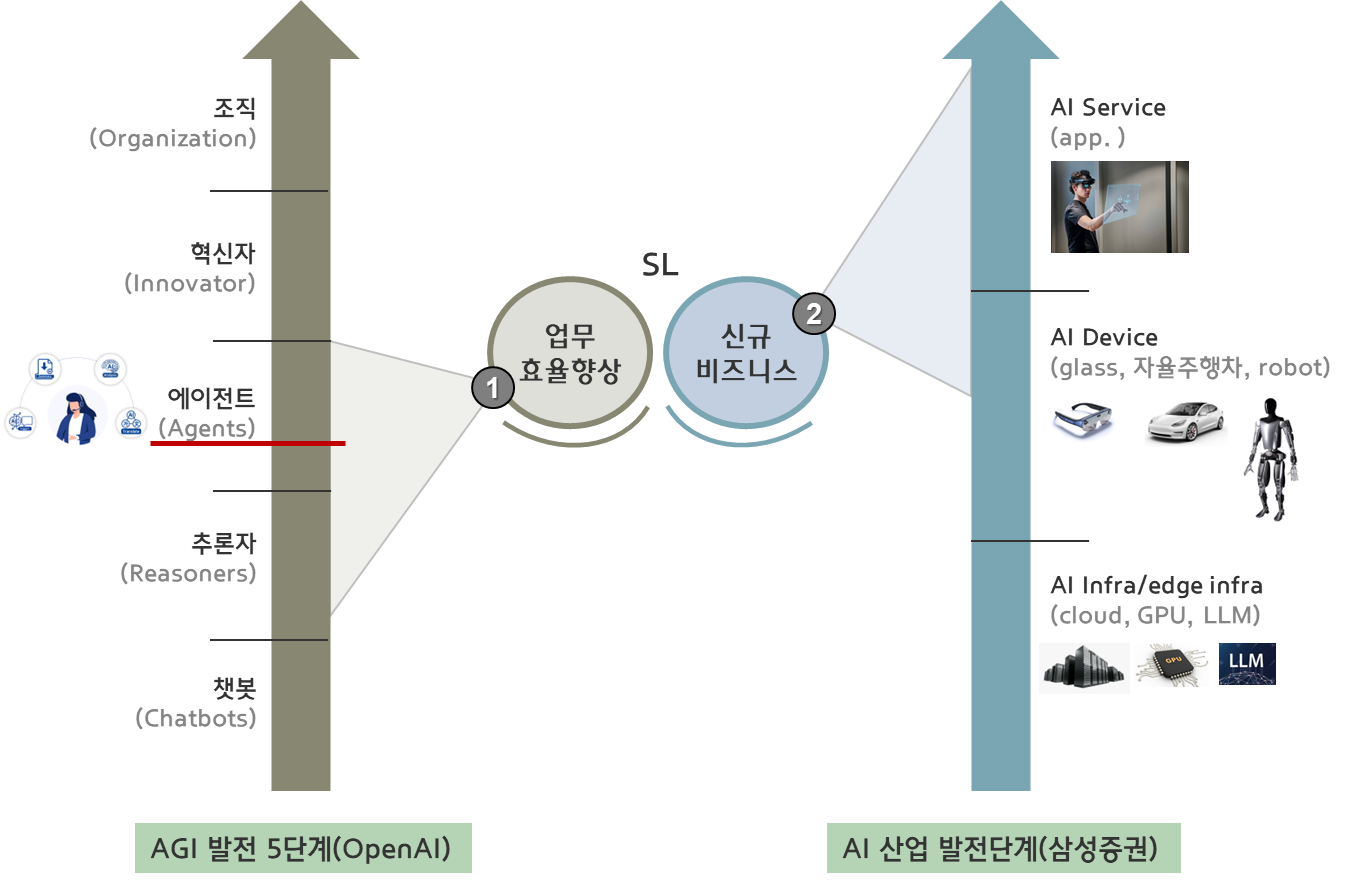 조직
(Organization)
혁신자
(Innovator)
에이전트
(Agents)
추론자
(Reasoners)
챗봇
(Chatbots)
AGI 발전 5단계(OpenAI)
SL
업무
효율향상
1
신규
비즈니스
2
AI Service
(app. )
AI Device
(glass, 자율주행차, robot)
AI Infra/edge infra
(cloud, GPU, LLM)
GPU
LLM
AI 산업 발전단계(삼성증권)